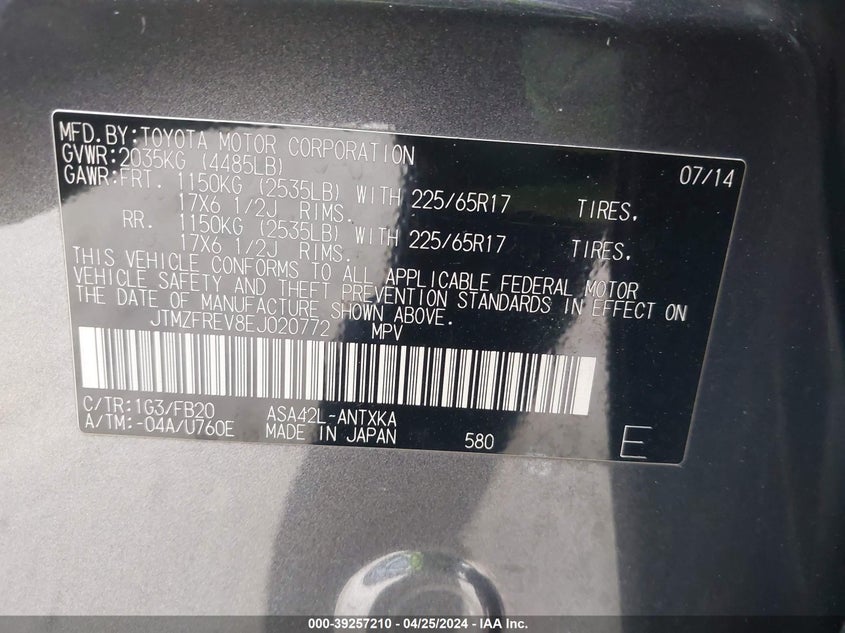 MFD.BY:TOYOTA MOTOR CORPORATION 07/14
GVWR:2035KG (4485LB)
GAWR:FRT. 1150KG (2535LB) WITH 225/65R17 TIRES.
17X6 1/2J RIMS.
RR. 1150KG (2535LB) WITH 225/65R17 TIRES.
17X6 1/2J RIMS.
THIS VEHICLE CONFORMS TO ALL APPLICABLE FEDERAL MOTOR
VEHICLE SAFETY AND THEFT PREVENTION STANDARDS IN EFFECT ON
THE DATE OF MANUFACTURE SHOWN ABOVE.
JTMZFREV8EJ020772 MPV
C/TR:1G3/FB20 ASA42L-ANTXKA
A/TM:-04A/U760E MADE IN JAPAN 580 E
000-39257210 - 04/25/2024 - IAA Inc.